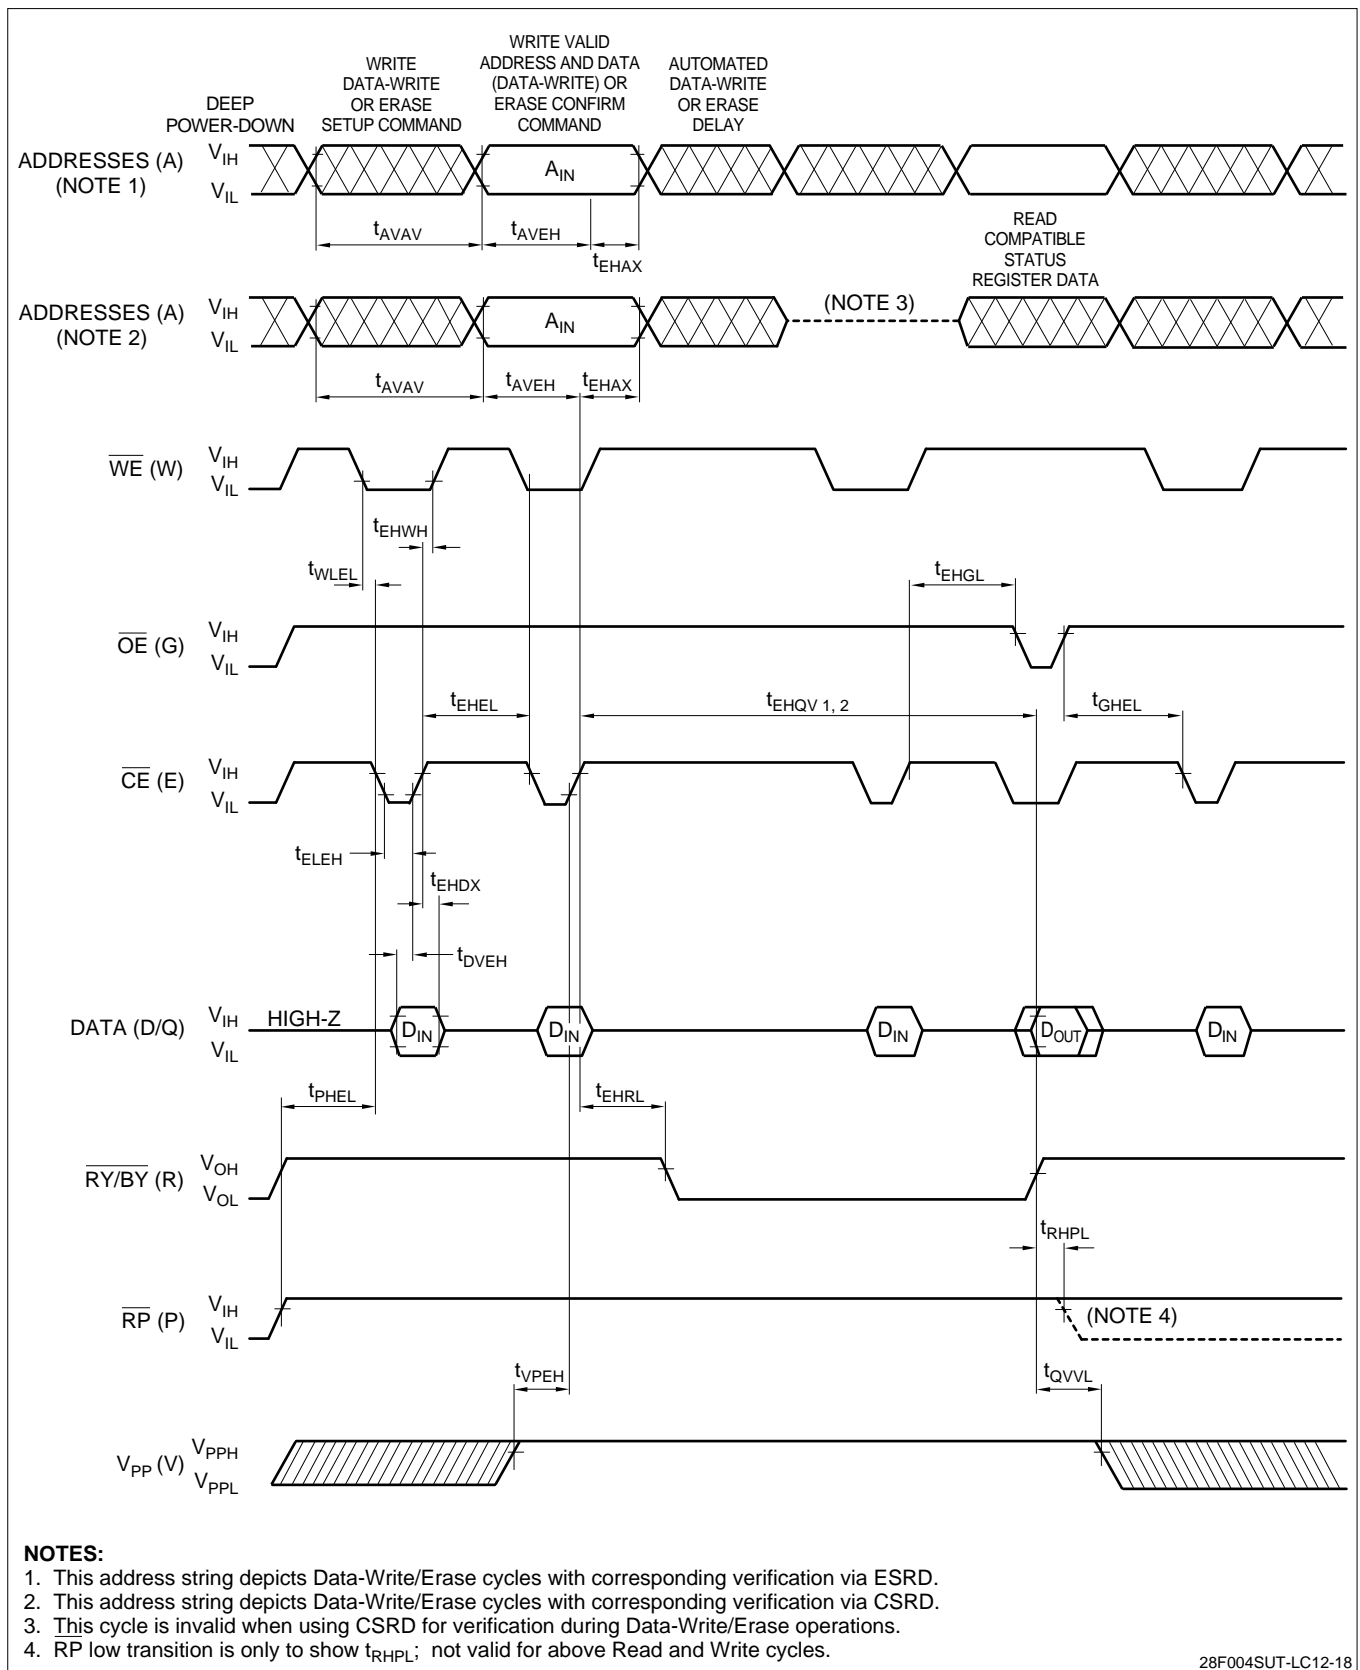 DEEP
POWER-DOWN
WRITE
DATA-WRITE
OR ERASE
SETUP COMMAND
WRITE VALID
ADDRESS AND DATA
(DATA-WRITE) OR
ERASE CONFIRM
COMMAND
AUTOMATED
DATA-WRITE
OR ERASE
DELAY
ADDRESSES (A)
(NOTE 1)
VIH
VIL
AIN
tAVAV
tAVEH
tEHAX
READ
COMPATIBLE
STATUS
REGISTER DATA
ADDRESSES (A)
(NOTE 2)
VIH
VIL
AIN
(NOTE 3)
tAVAV
tAVEH
tEHAX
WE (W)
VIH
VIL
tEHWH
tWLEL
tEHGL
OE (G)
VIH
VIL
tEHEL
tEHQV 1, 2
tGHEL
CE (E)
VIH
VIL
tELEH
tEHDX
tDVEH
DATA (D/Q)
VIH
VIL
HIGH-Z
DIN
DIN
DIN
DOUT
DIN
tPHEL
tEHRL
RY/BY (R)
VOH
VOL
tRHPL
RP (P)
VIH
VIL
(NOTE 4)
tVPEH
tQVVL
VPP (V)
VPPH
VPPL
NOTES:
1. This address string depicts Data-Write/Erase cycles with corresponding verification via ESRD.
2. This address string depicts Data-Write/Erase cycles with corresponding verification via CSRD.
3. This cycle is invalid when using CSRD for verification during Data-Write/Erase operations.
4. RP low transition is only to show tRHPL; not valid for above Read and Write cycles.
28F004SUT-LC12-18